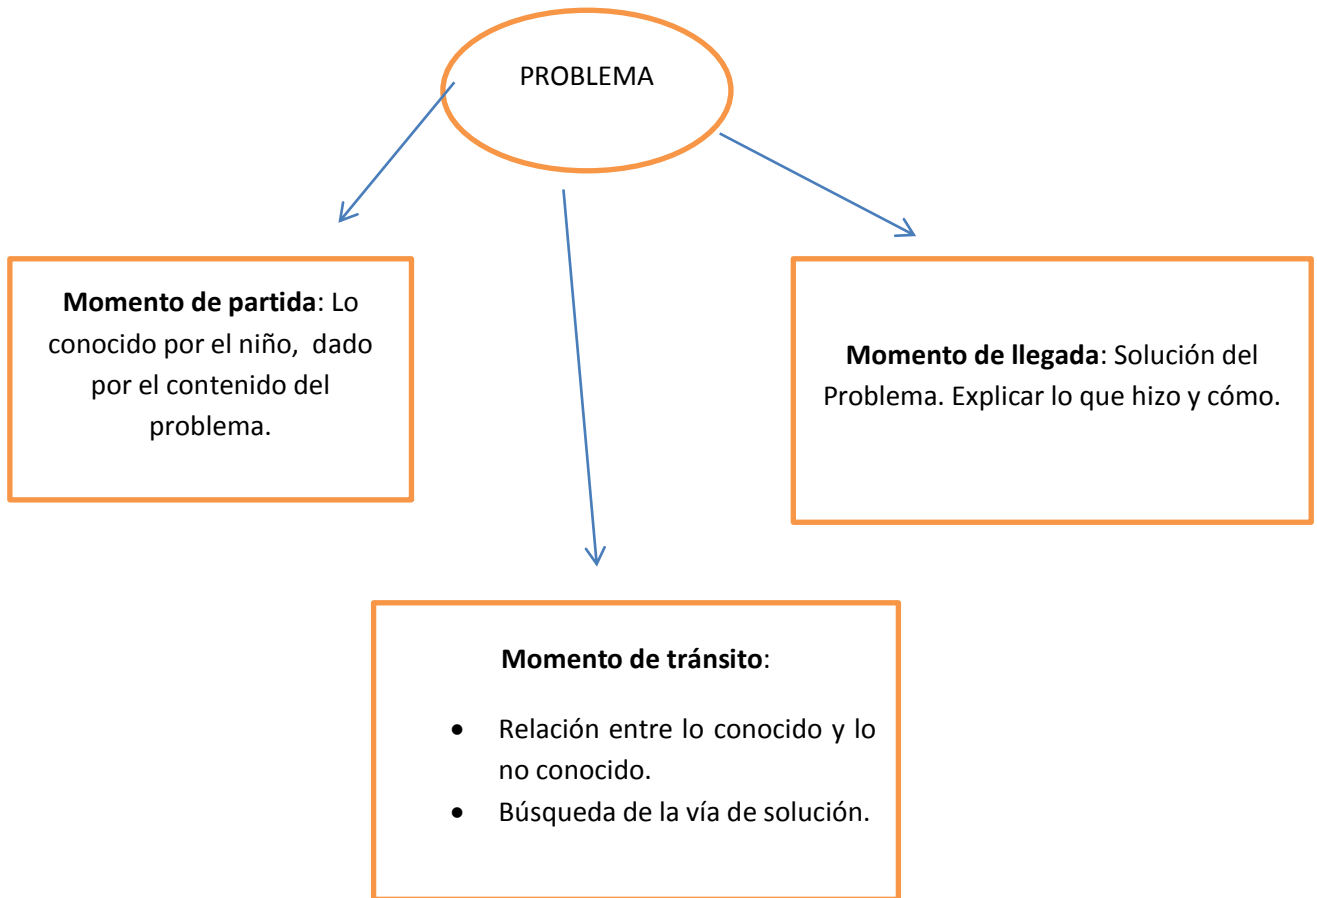 PROBLEMA
Momento de partida: Lo
conocido por el niño, dado
por el contenido del
problema.
Momento de llegada: Solución del
Problema. Explicar lo que hizo y cómo.
Momento de tránsito:
• Relación entre lo conocido y lo
no conocido.
• Búsqueda de la vía de solución.